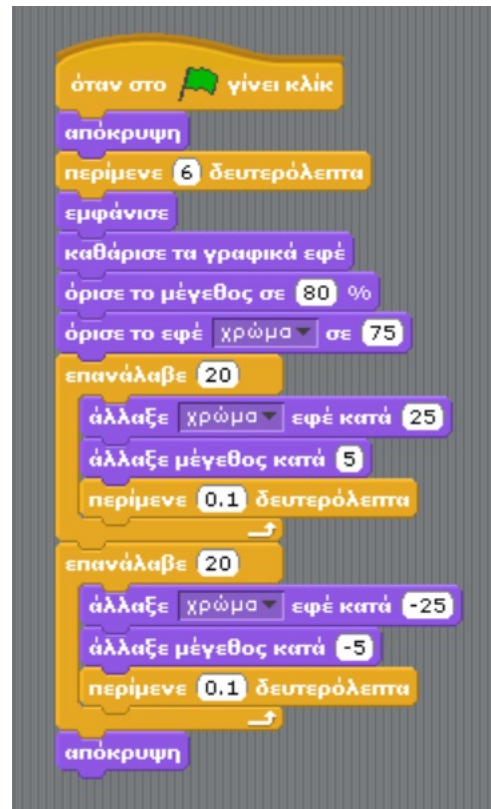 όταν στο γίνει κλίκ
απόκρυψη
περίμενε 6 δευτερόλεπτα
εμφάνισε
καθάρισε τα γραφικά εφέ
όρισε το μέγεθος σε 80 %
όρισε το εφέ χρώμα σε 75
επανάλαβε 20
άλλαξε χρώμα εφέ κατά 25
άλλαξε μέγεθος κατά 5
περίμενε 0.1 δευτερόλεπτα
επανάλαβε 20
άλλαξε χρώμα εφέ κατά -25
άλλαξε μέγεθος κατά -5
περίμενε 0.1 δευτερόλεπτα
απόκρυψη